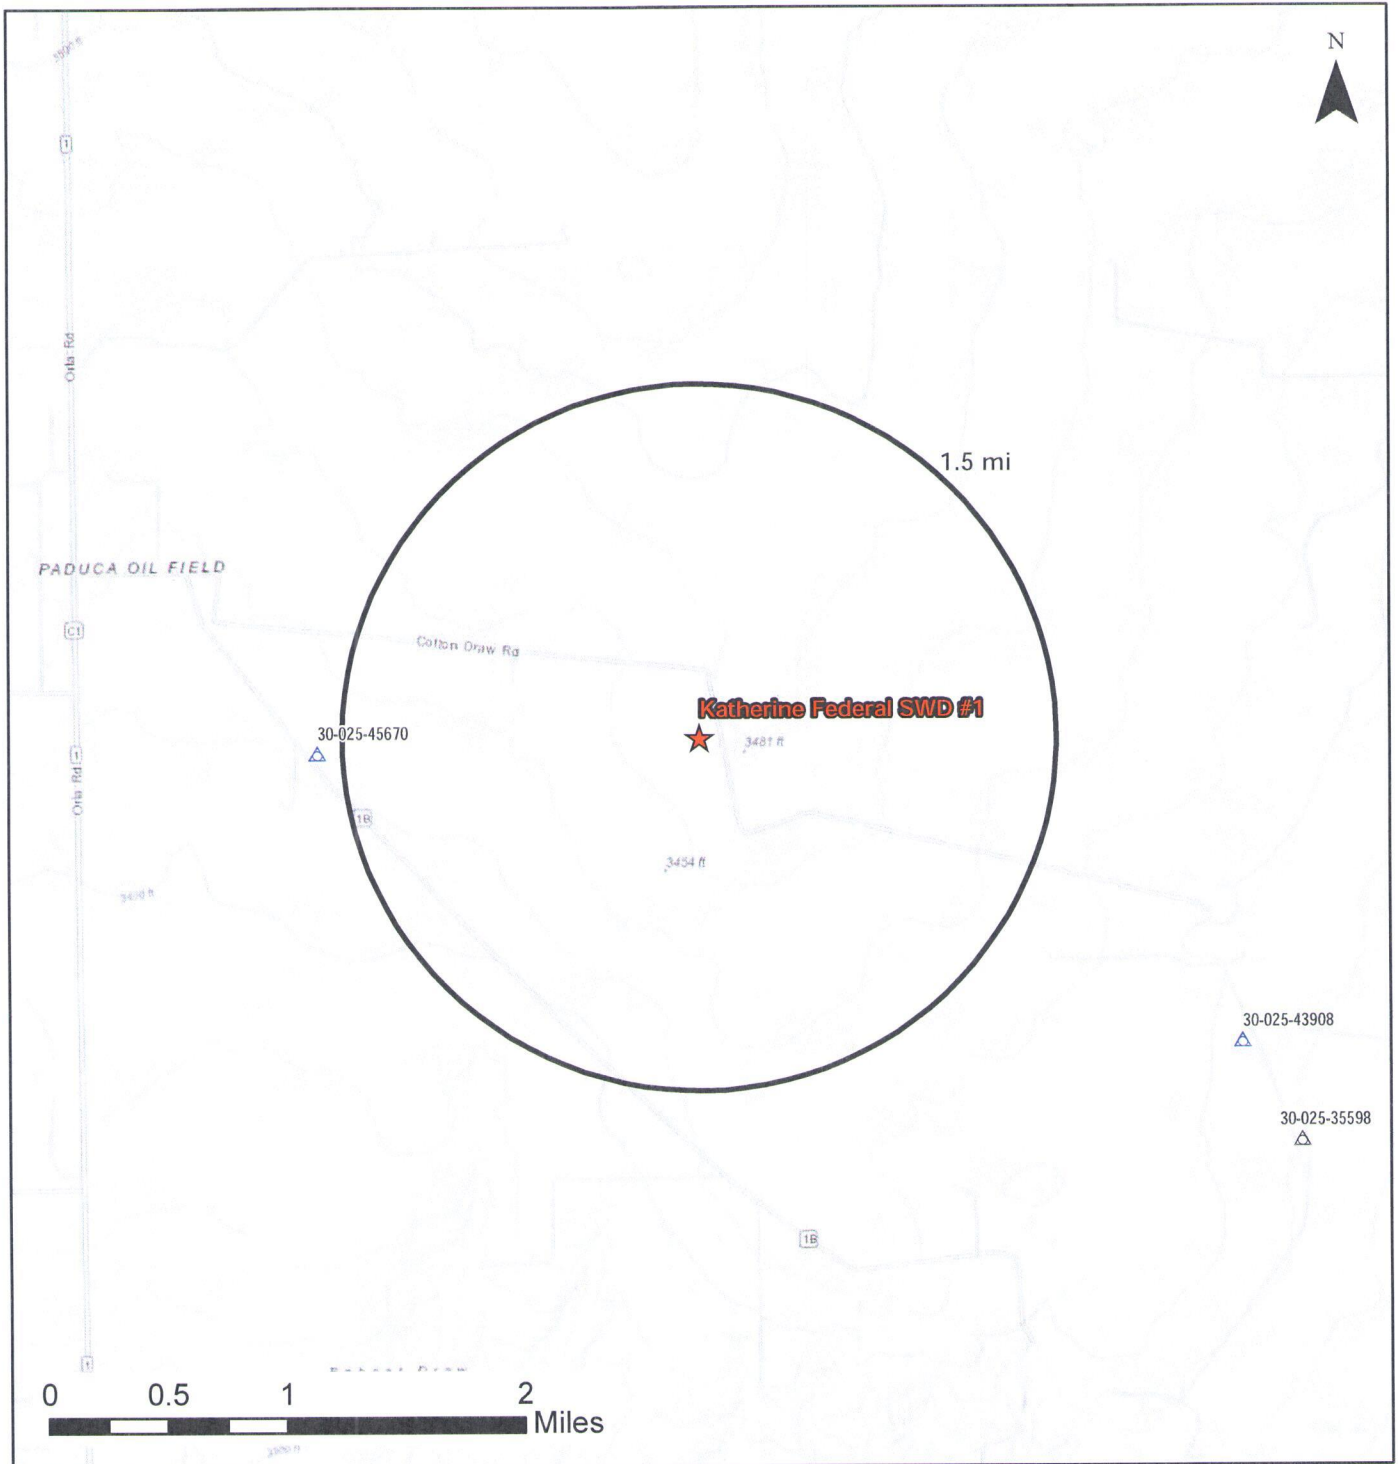 N
3500 ft
1
Orla Rd
1.5 mi
PADUCA OIL FIELD
C1
Cotton Draw Rd
Katherine Federal SWD #1
30-025-45670
3481 ft
1
Orla Rd
1B
3454 ft
30-025-43908
30-025-35598
1B
1
0 0.5 1 2
Miles